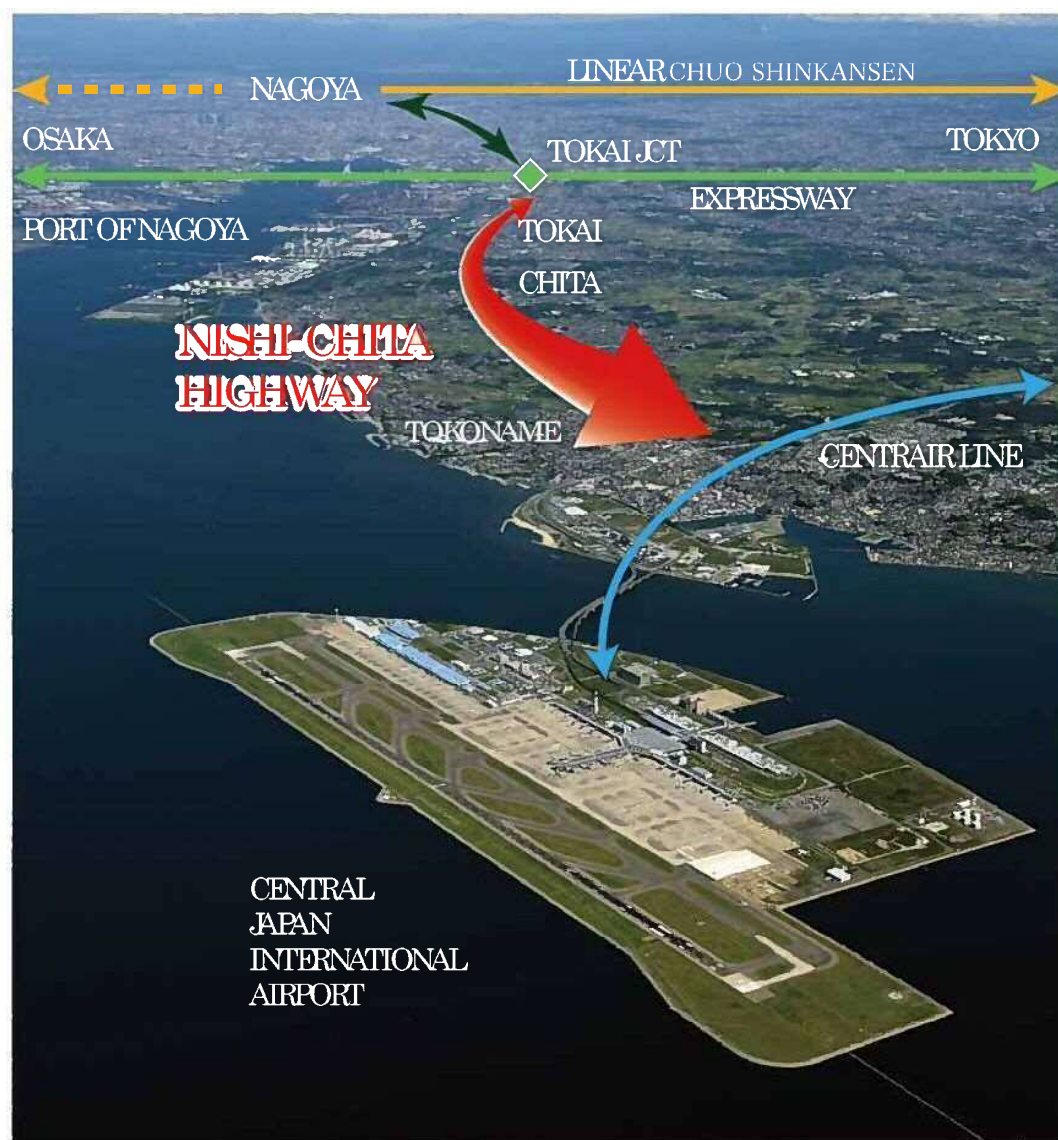 LINEAR CHUO SHINKANSEN
NAGOYA
OSAKA
TOKAI JCT
TOKYO
EXPRESSWAY
PORT OF NAGOYA
TOKAI
CHITA
NISHI-CHITA
HIGHWAY
TOKONAME
CENTRAIR LINE
CENTRAL
JAPAN
INTERNATIONAL
AIRPORT